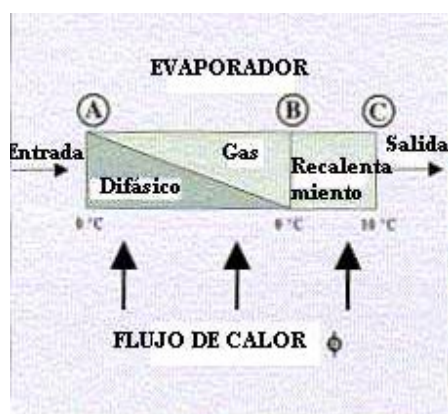 EVAPORADOR
A B C
Entrada Gas Salida
Difásico Recalenta
miento
0 °C 0 °C 10 °C
FLUJO DE CALOR ϕ